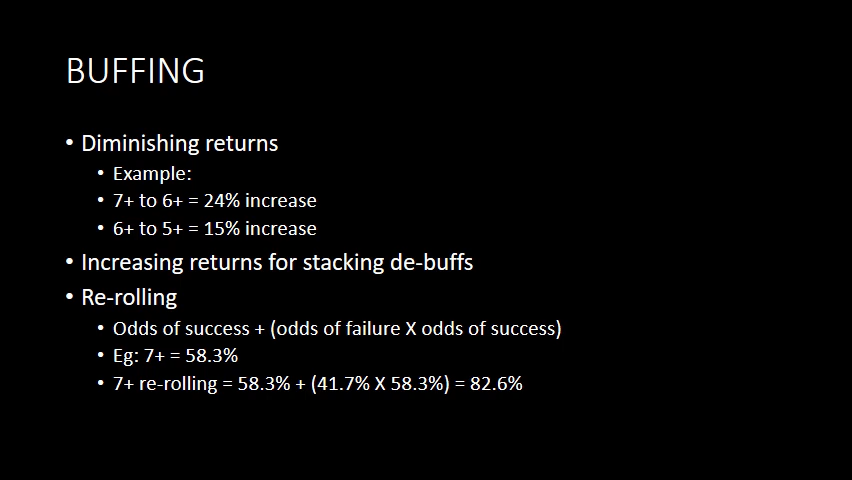 BUFFING
• Diminishing returns
• Example:
• 7+ to 6+ = 24% increase
• 6+ to 5+ = 15% increase
• Increasing returns for stacking de-buffs
• Re-rolling
• Odds of success + (odds of failure X odds of success)
• Eg: 7+ = 58.3%
• 7+ re-rolling = 58.3% + (41.7% X 58.3%) = 82.6%